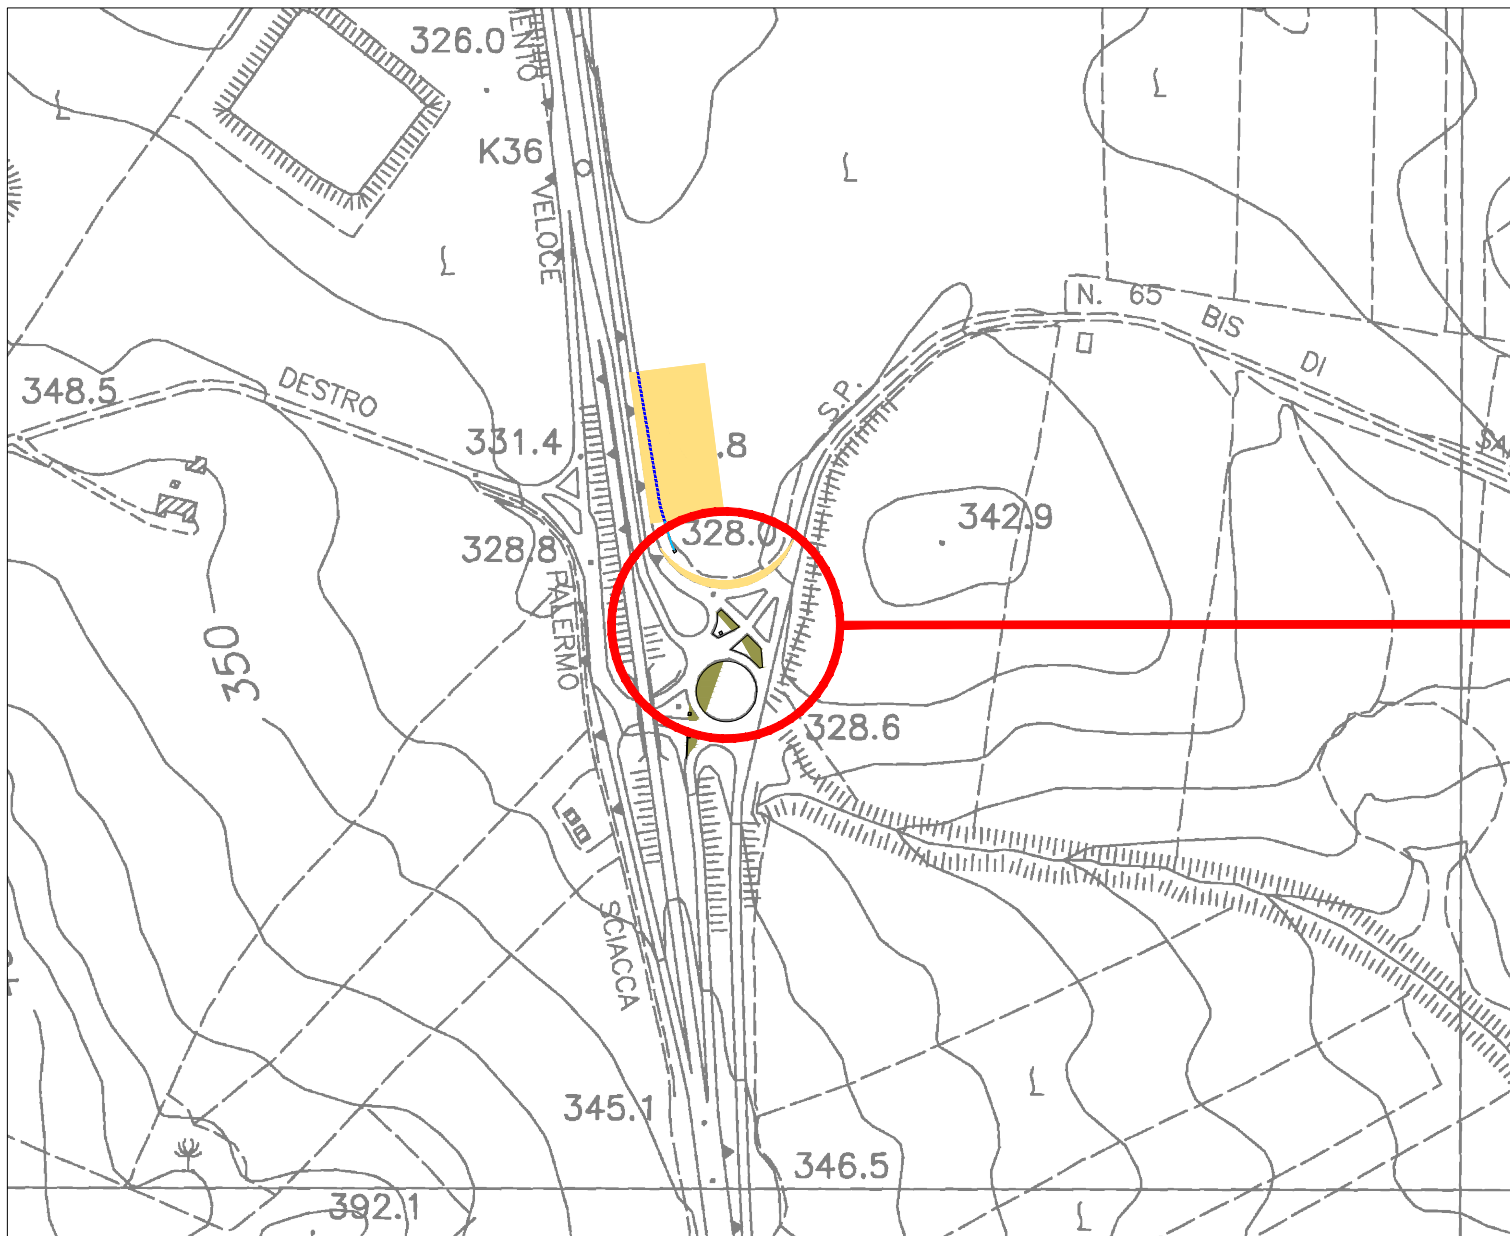 326.0
K36
VELOCE
N. 65
BIS
DI
348.5
DESTRO
S.P.
331.4
.8
342.9
328.0
328.8
PALERMO
350
328.6
SCIACCA
345.1
346.5
392.1